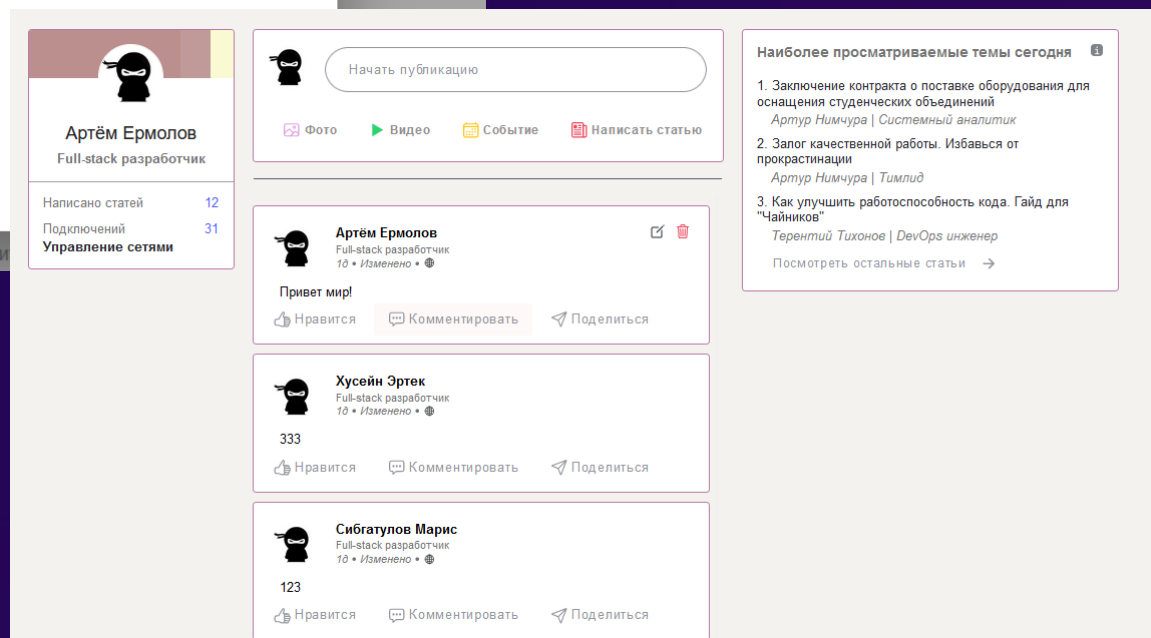 Артём Ермолов
Full-stack разработчик
Написано статей 12
Подключений 31
Управление сетями
Начать публикацию
Фото Видео Событие Написать статью
Артём Ермолов
Full-stack разработчик
1д • Изменено •
Привет мир!
Нравится Комментировать Поделиться
Хусейн Эртек
Full-stack разработчик
1д • Изменено •
333
Нравится Комментировать Поделиться
Сибгатулов Марис
Full-stack разработчик
1д • Изменено •
123
Нравится Комментировать Поделиться
Наиболее просматриваемые темы сегодня
1. Заключение контракта о поставке оборудования для
оснащения студенческих объединений
Артур Нимчура | Системный аналитик
2. Залог качественной работы. Избавься от
прокрастинации
Артур Нимчура | Тимлид
3. Как улучшить работоспособность кода. Гайд для
"Чайников"
Терентий Тихонов | DevOps инженер
Посмотреть остальные статьи →